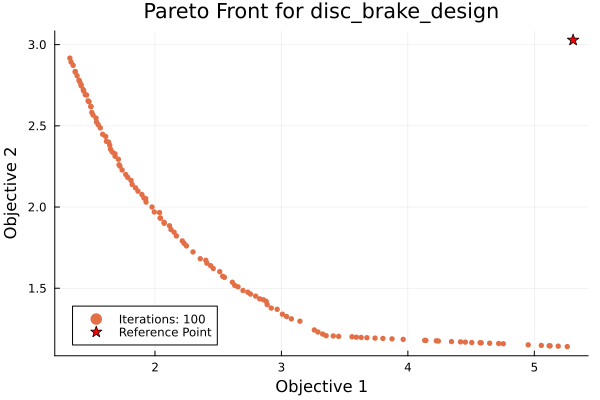 Pareto Front for disc_brake_design
Objective 2
3.0
2.5
2.0
1.5
Iterations: 100
Reference Point
2
3
4
5
Objective 1